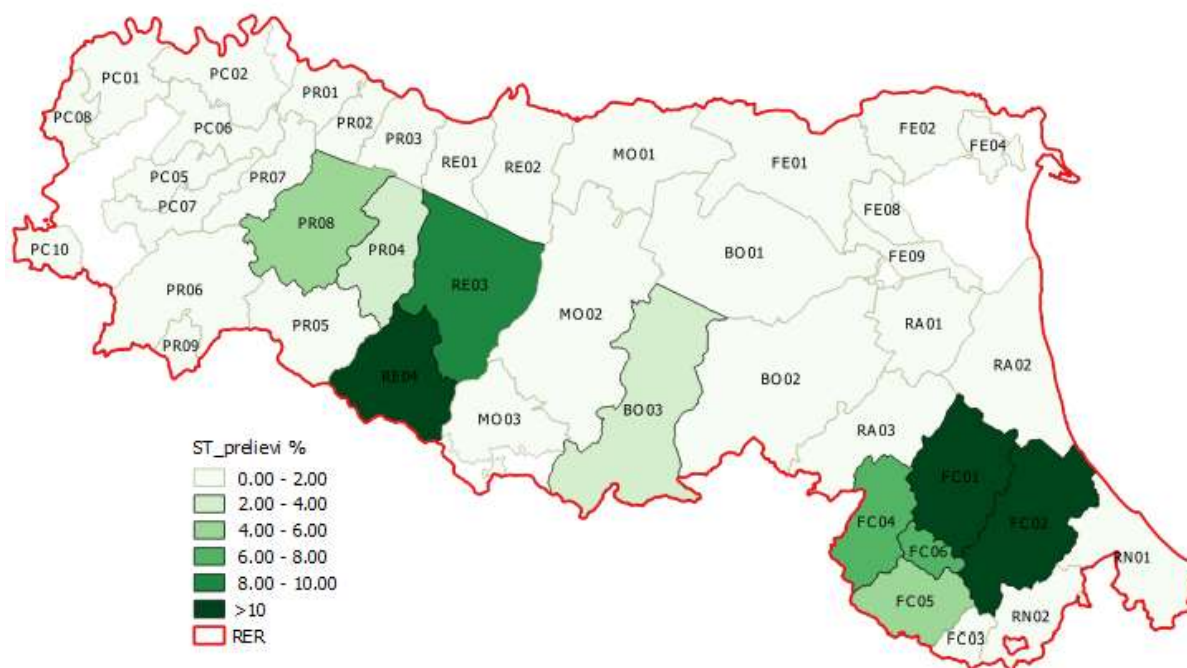 PC01
PC02
PC08
PC06
PR01
PR02
PR03
PC05
PC07
PR07
RE01
RE02
MO01
FE01
FE02
FE04
PC10
PR08
PR04
FE08
FE09
PR06
PR05
PR09
RE03
RE04
MO02
BO01
RA01
RA02
MO03
BO03
BO02
RA03
FC01
FC02
FC04
FC06
FC05
FC03
RN01
RN02
ST_prelievi %
0.00 - 2.00
2.00 - 4.00
4.00 - 6.00
6.00 - 8.00
8.00 - 10.00
>10
RER